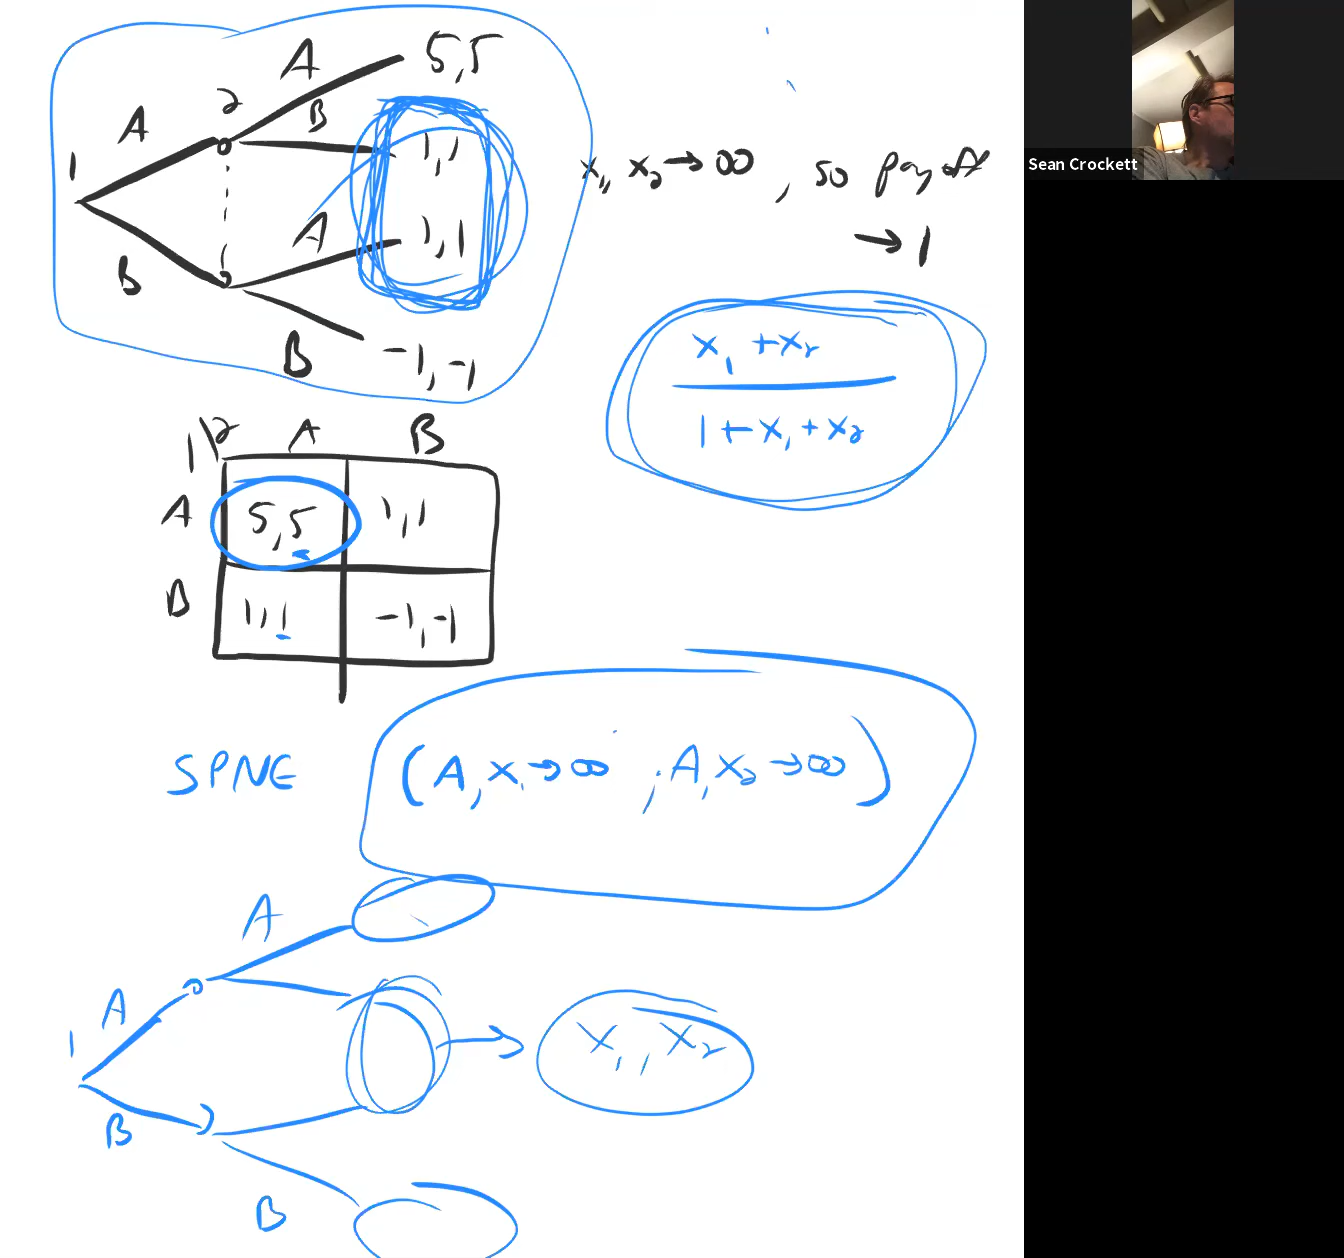 A 5,5
2
A B
1 1,1
x₁, x₂ → ∞, so payoff
→ 1
A 1,1
B
B -1,-1
x₁ + x₂
1 + x₁ + x₂
1\2 A B
A 5,5 1,1
B 1,1 -1,-1
SPNE (A, x₁ → ∞ ; A, x₂ → ∞)
A
A
1
x₁, x₂
B
B
Sean Crockett